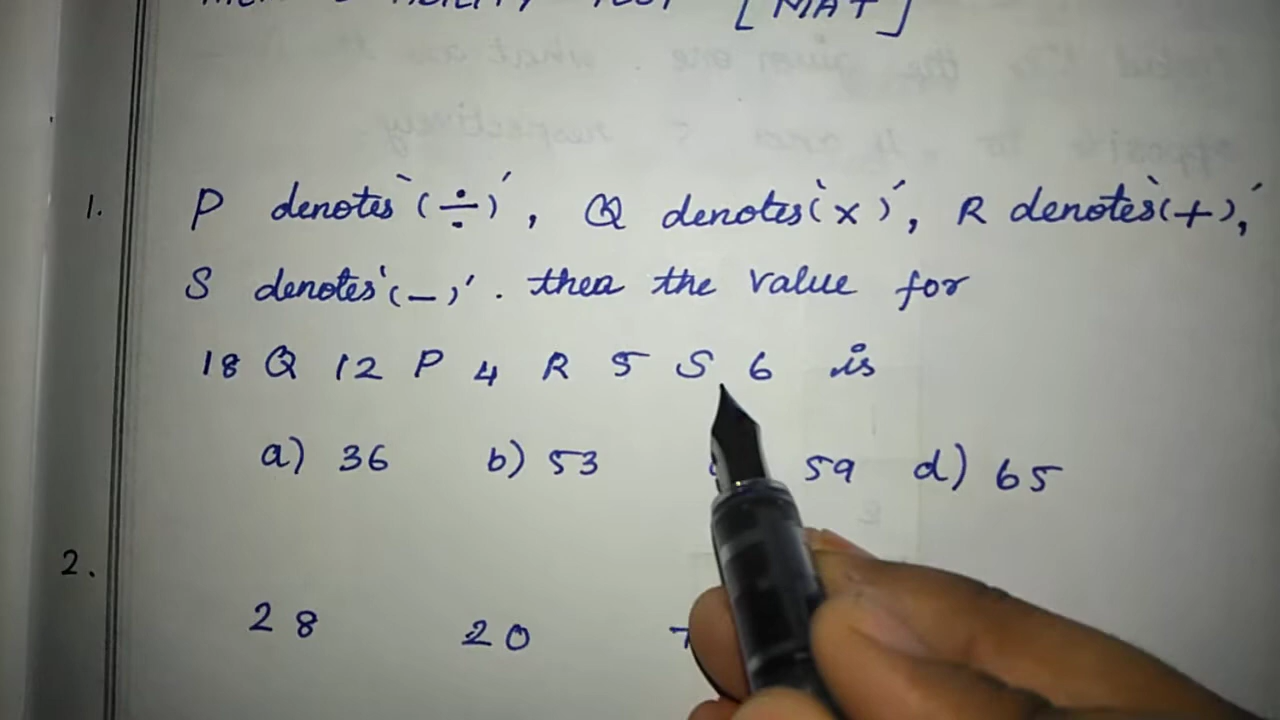 [MAT]
1. P denotes '(÷)', Q denotes '(×)', R denotes '(+)',
S denotes '(−)'. then the value for
18 Q 12 P 4 R 5 S 6 is
a) 36 b) 53 59 d) 65
2.
28 20